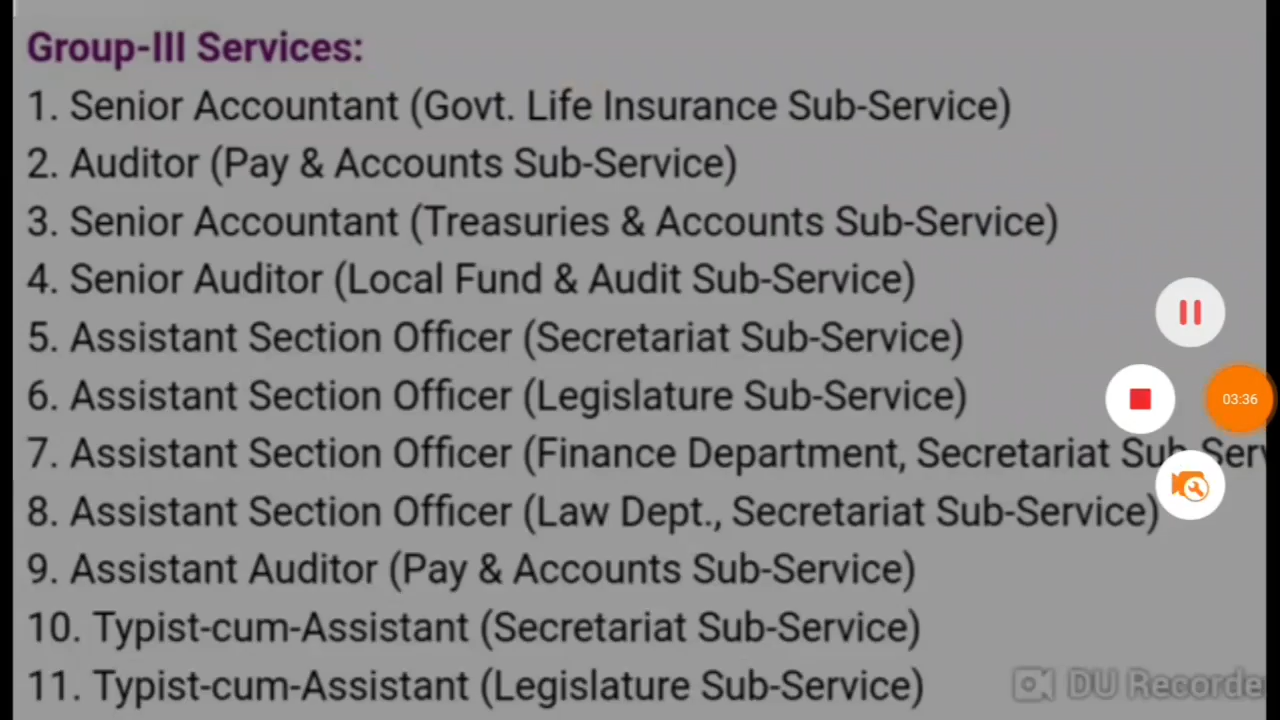 Group-III Services:
1. Senior Accountant (Govt. Life Insurance Sub-Service)
2. Auditor (Pay & Accounts Sub-Service)
3. Senior Accountant (Treasuries & Accounts Sub-Service)
4. Senior Auditor (Local Fund & Audit Sub-Service)
5. Assistant Section Officer (Secretariat Sub-Service)
6. Assistant Section Officer (Legislature Sub-Service)
7. Assistant Section Officer (Finance Department, Secretariat Sub-Serv
8. Assistant Section Officer (Law Dept., Secretariat Sub-Service)
9. Assistant Auditor (Pay & Accounts Sub-Service)
10. Typist-cum-Assistant (Secretariat Sub-Service)
11. Typist-cum-Assistant (Legislature Sub-Service)
03:36
DU Recorde